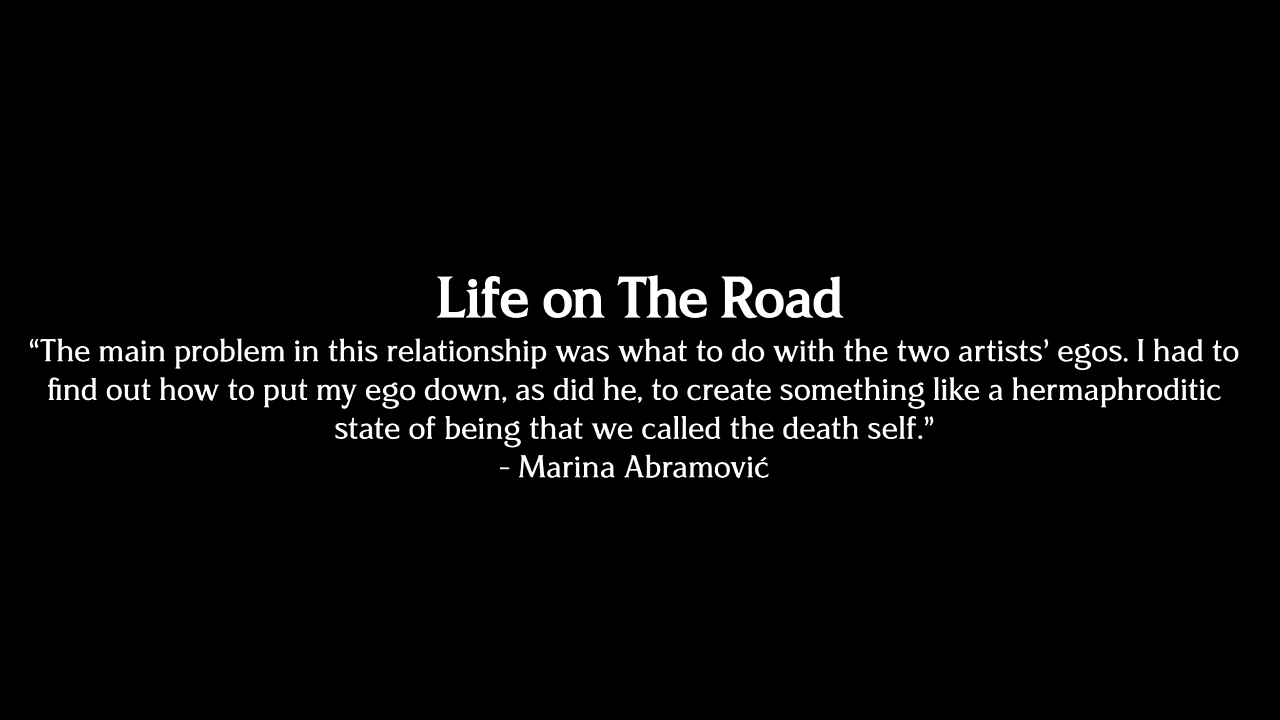 Life on The Road
“The main problem in this relationship was what to do with the two artists’ egos. I had to
find out how to put my ego down, as did he, to create something like a hermaphroditic
state of being that we called the death self.”
- Marina Abramović